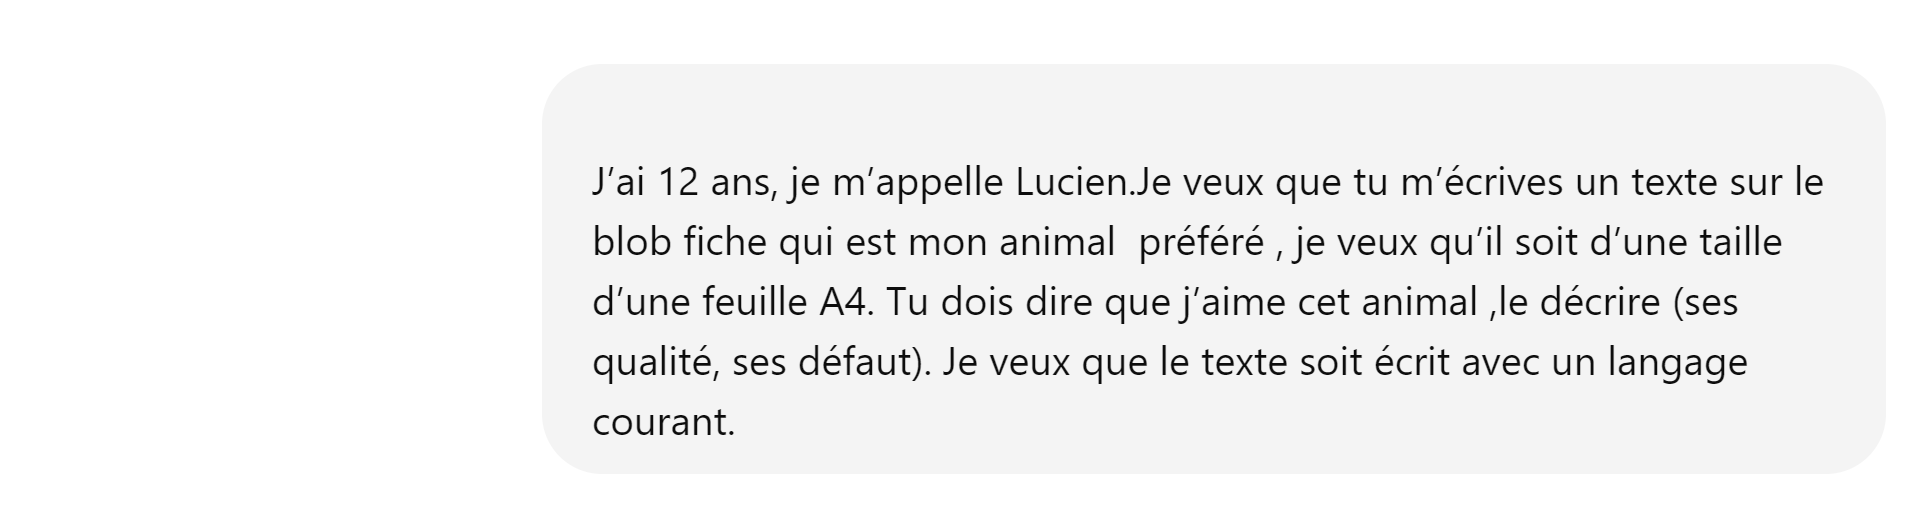 J’ai 12 ans, je m’appelle Lucien.Je veux que tu m’écrives un texte sur le
blob fiche qui est mon animal  préféré , je veux qu’il soit d’une taille
d’une feuille A4. Tu dois dire que j’aime cet animal ,le décrire (ses
qualité, ses défaut). Je veux que le texte soit écrit avec un langage
courant.